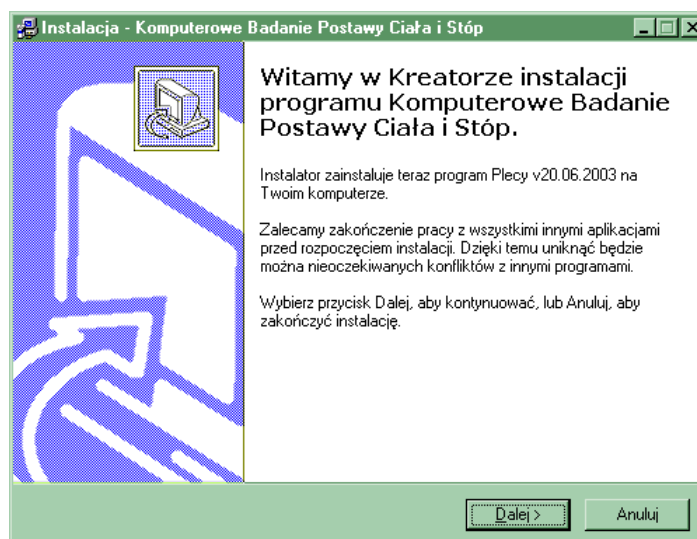 Instalacja - Komputerowe Badanie Postawy Ciała i Stóp
Witamy w Kreatorze instalacji
programu Komputerowe Badanie
Postawy Ciała i Stóp.
Instalator zainstaluje teraz program Plecy v20.06.2003 na
Twoim komputerze.
Zalecamy zakończenie pracy z wszystkimi innymi aplikacjami
przed rozpoczęciem instalacji. Dzięki temu uniknąć będzie
można nieoczekiwanych konfliktów z innymi programami.
Wybierz przycisk Dalej, aby kontynuować, lub Anuluj, aby
zakończyć instalację.
Dalej > Anuluj